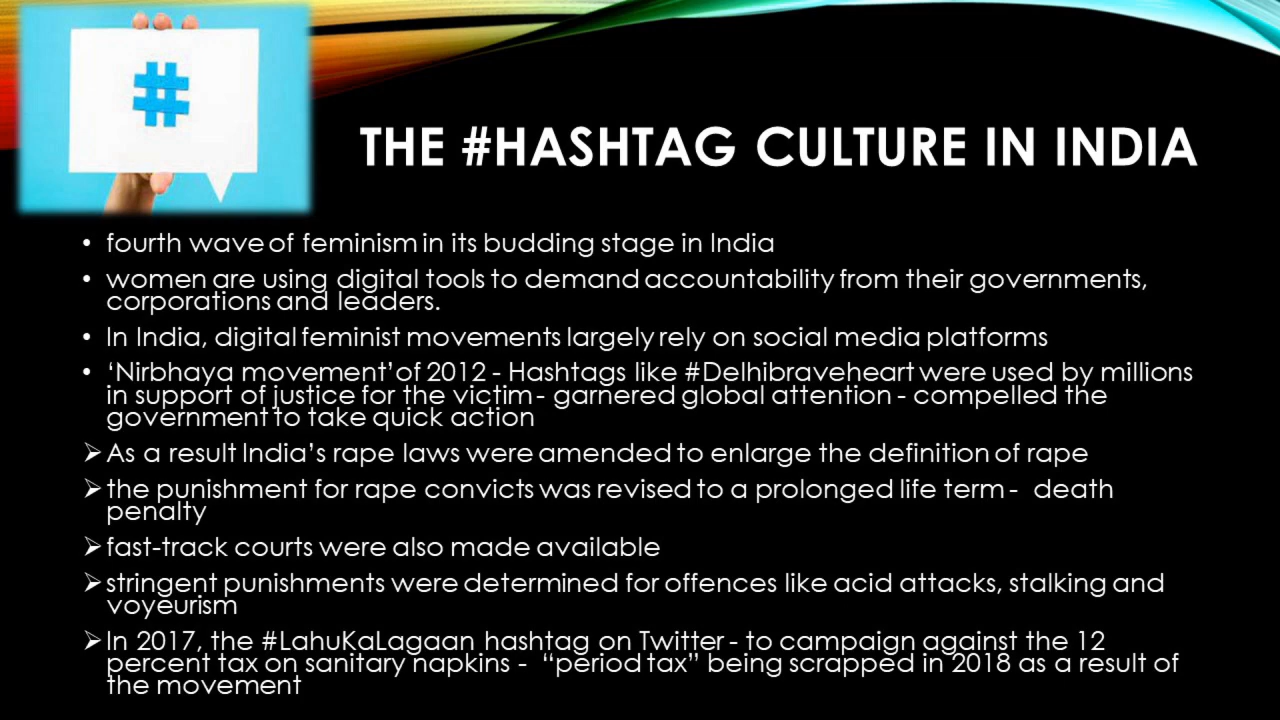 #
THE #HASHTAG CULTURE IN INDIA
• fourth wave of feminism in its budding stage in India
• women are using digital tools to demand accountability from their governments,
corporations and leaders.
• In India, digital feminist movements largely rely on social media platforms
• ‘Nirbhaya movement’of 2012 - Hashtags like #Delhibraveheart were used by millions
in support of justice for the victim - garnered global attention - compelled the
government to take quick action
➢ As a result India’s rape laws were amended to enlarge the definition of rape
➢ the punishment for rape convicts was revised to a prolonged life term - death
penalty
➢ fast-track courts were also made available
➢ stringent punishments were determined for offences like acid attacks, stalking and
voyeurism
➢ In 2017, the #LahuKaLagaan hashtag on Twitter - to campaign against the 12
percent tax on sanitary napkins - “period tax” being scrapped in 2018 as a result of
the movement